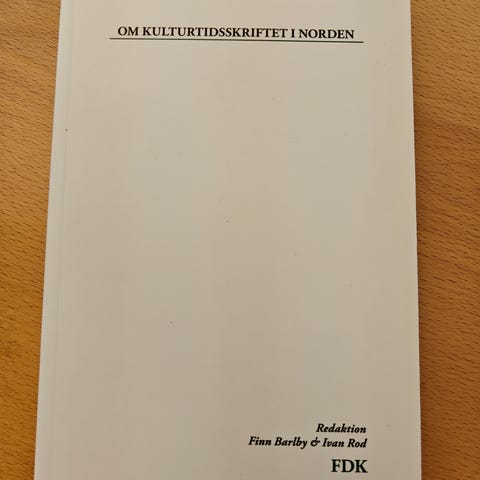 OM KULTURTIDSSKRIFTET I NORDEN
Redaktion
Finn Barlby & Ivan Rod
FDK